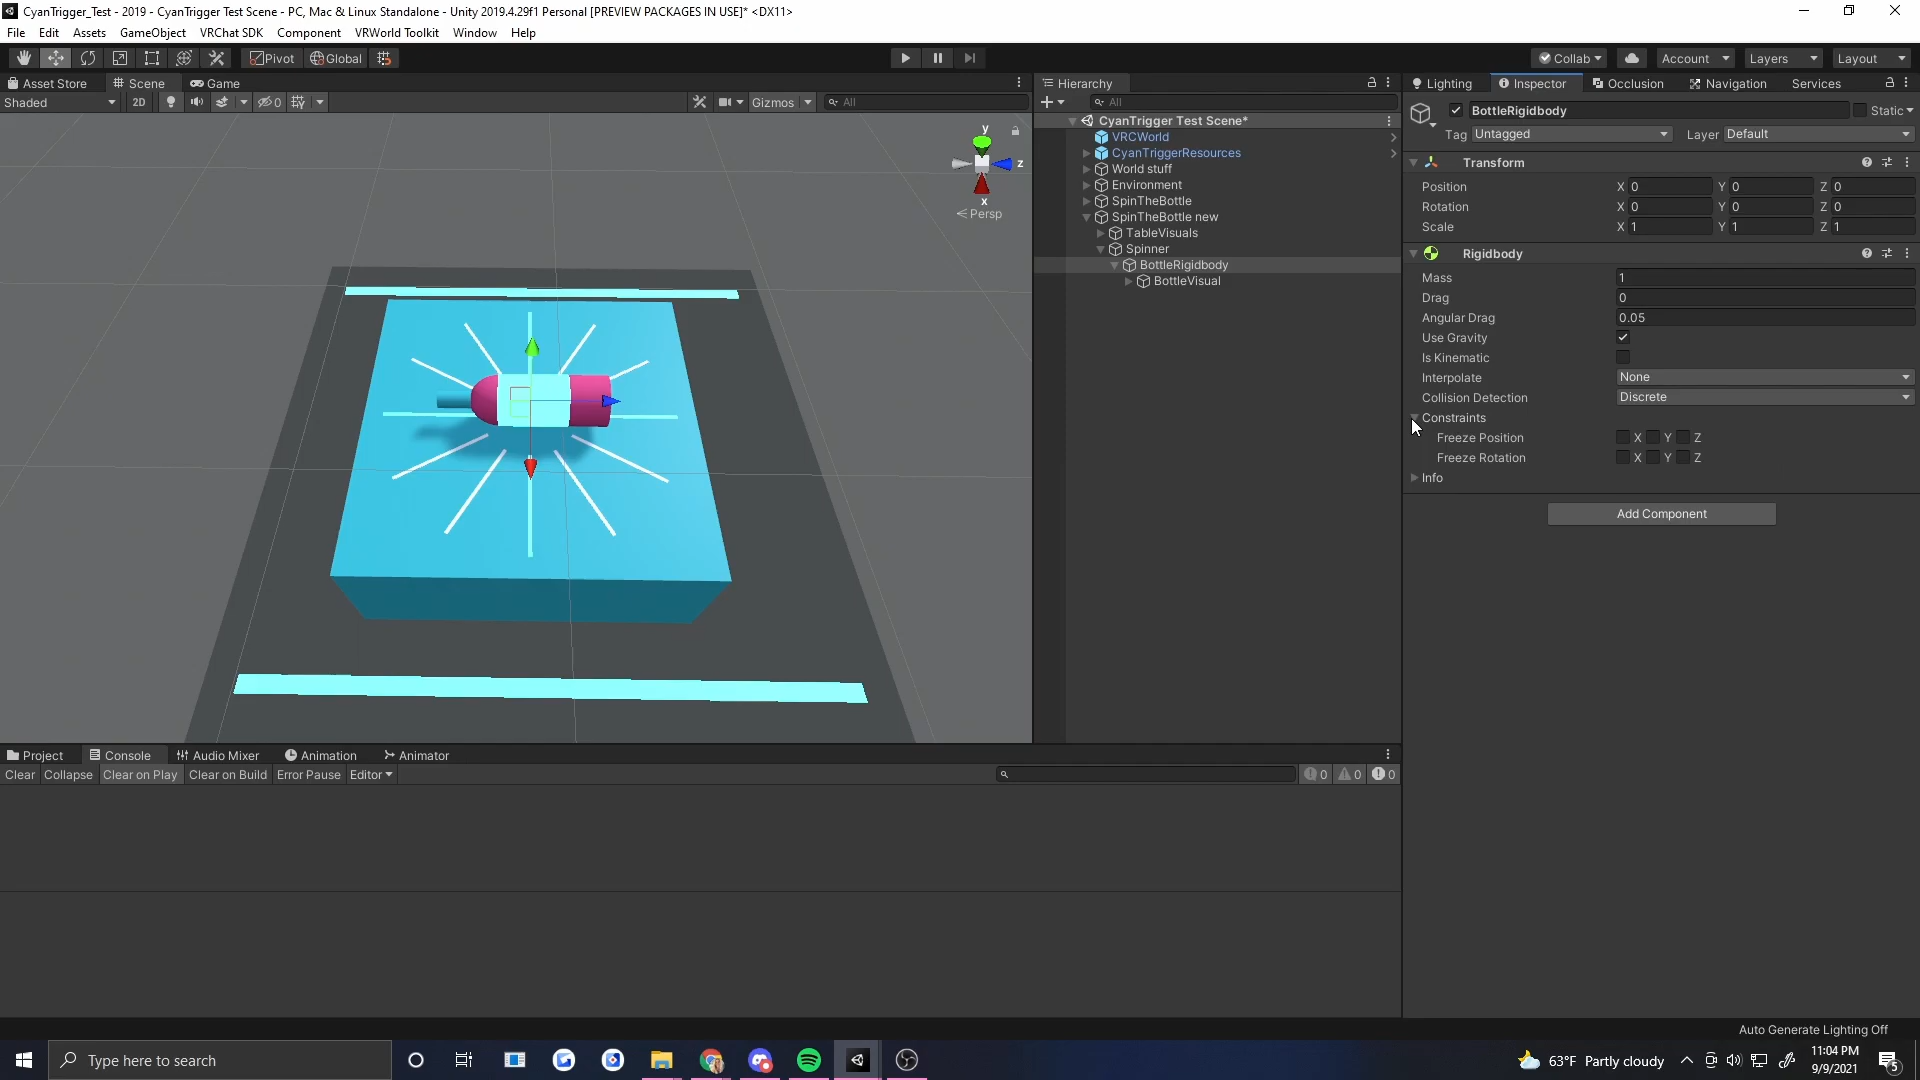 CyanTrigger_Test - 2019 - CyanTrigger Test Scene - PC, Mac & Linux Standalone - Unity 2019.4.29f1 Personal [PREVIEW PACKAGES IN USE]* <DX11>
File Edit Assets GameObject VRChat SDK Component VRWorld Toolkit Window Help
Pivot Global Collab Account Layers Layout
Asset Store Scene Game
Shaded 2D 0 Gizmos All
y
z
x
Persp
Hierarchy
All
CyanTrigger Test Scene*
VRCWorld
CyanTriggerResources
World stuff
Environment
SpinTheBottle
SpinTheBottle new
TableVisuals
Spinner
BottleRigidbody
BottleVisual
Lighting Inspector Occlusion Navigation Services
BottleRigidbody Static
Tag Untagged Layer Default
Transform
Position X 0 Y 0 Z 0
Rotation X 0 Y 0 Z 0
Scale X 1 Y 1 Z 1
Rigidbody
Mass 1
Drag 0
Angular Drag 0.05
Use Gravity
Is Kinematic
Interpolate None
Collision Detection Discrete
Constraints
Freeze Position X Y Z
Freeze Rotation X Y Z
Info
Add Component
Project Console Audio Mixer Animation Animator
Clear Collapse Clear on Play Clear on Build Error Pause Editor 0 0 0
Auto Generate Lighting Off
Type here to search 63°F Partly cloudy 11:04 PM
9/9/2021 5